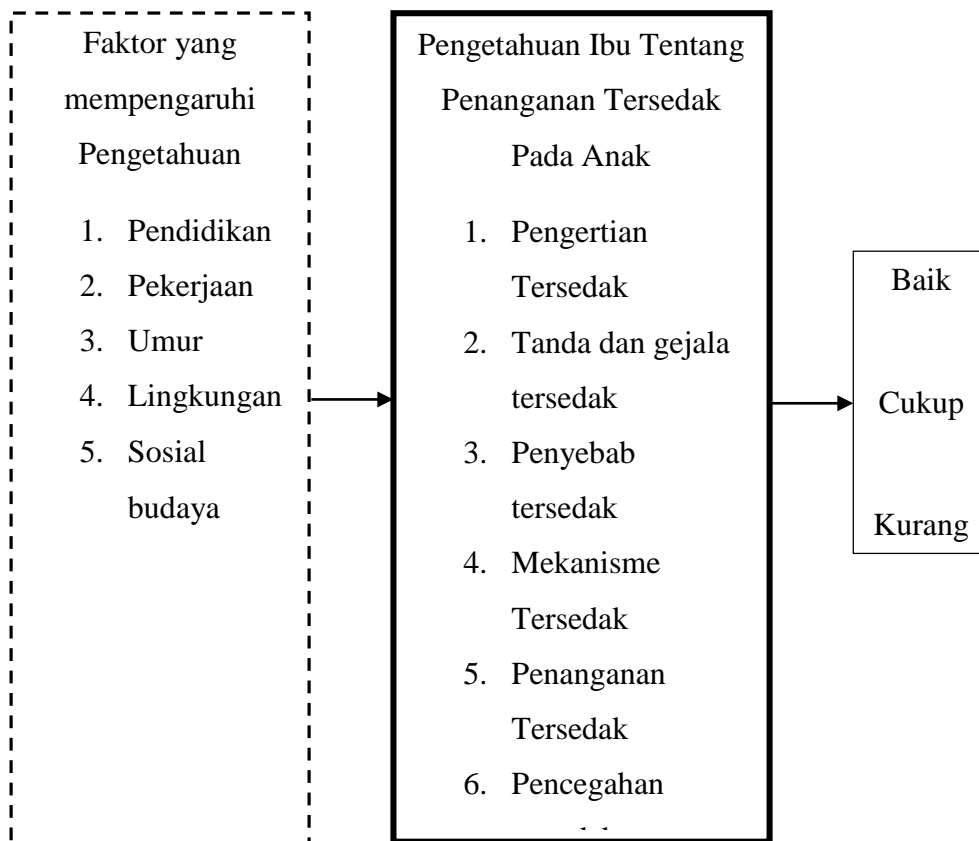 Faktor yang
mempengaruhi
Pengetahuan
1. Pendidikan
2. Pekerjaan
3. Umur
4. Lingkungan
5. Sosial
budaya
Pengetahuan Ibu Tentang
Penanganan Tersedak
Pada Anak
1. Pengertian
Tersedak
2. Tanda dan gejala
tersedak
3. Penyebab
tersedak
4. Mekanisme
Tersedak
5. Penanganan
Tersedak
6. Pencegahan
Baik
Cukup
Kurang